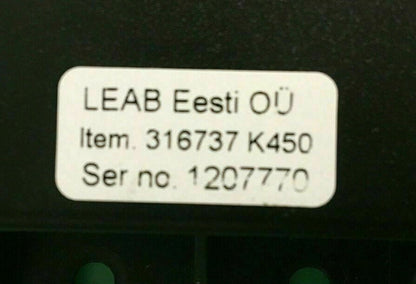 LEAB Eesti OÜ
Item. 316737 K450
Ser no. 1207770